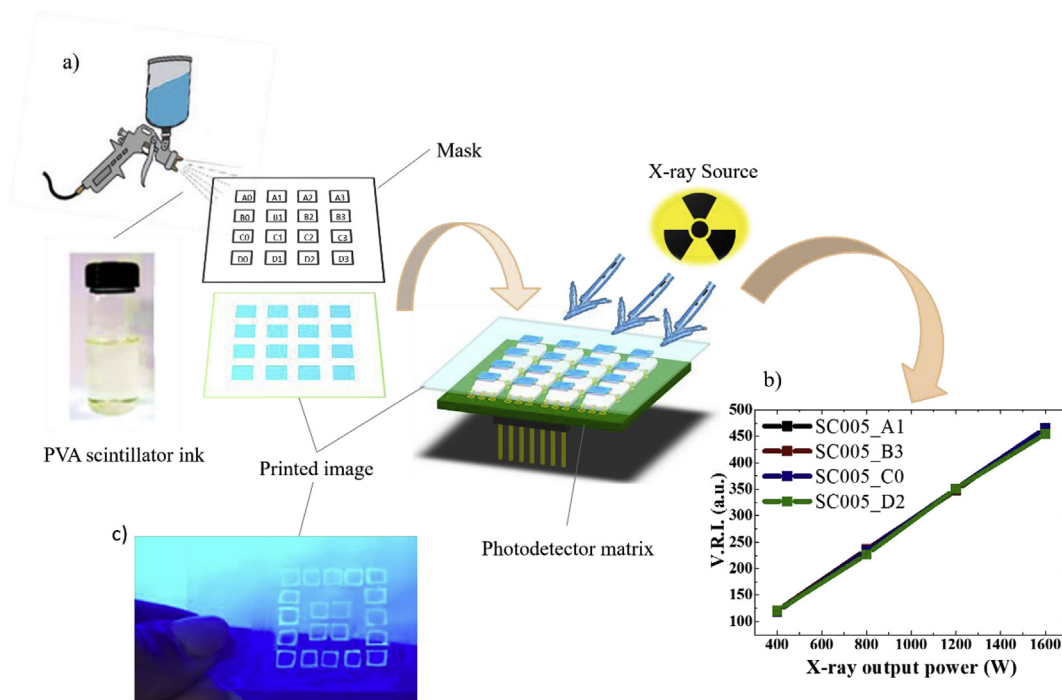 a)
Mask
X-ray Source
A0 A1 A2 A3
B0 B1 B2 B3
C0 C1 C2 C3
D0 D1 D2 D3
PVA scintillator ink
Printed image
Photodetector matrix
b)
500
450
400
350
300
250
200
150
100
V.R.I. (a.u.)
SC005_A1
SC005_B3
SC005_C0
SC005_D2
400 600 800 1000 1200 1400 1600
X-ray output power (W)
c)